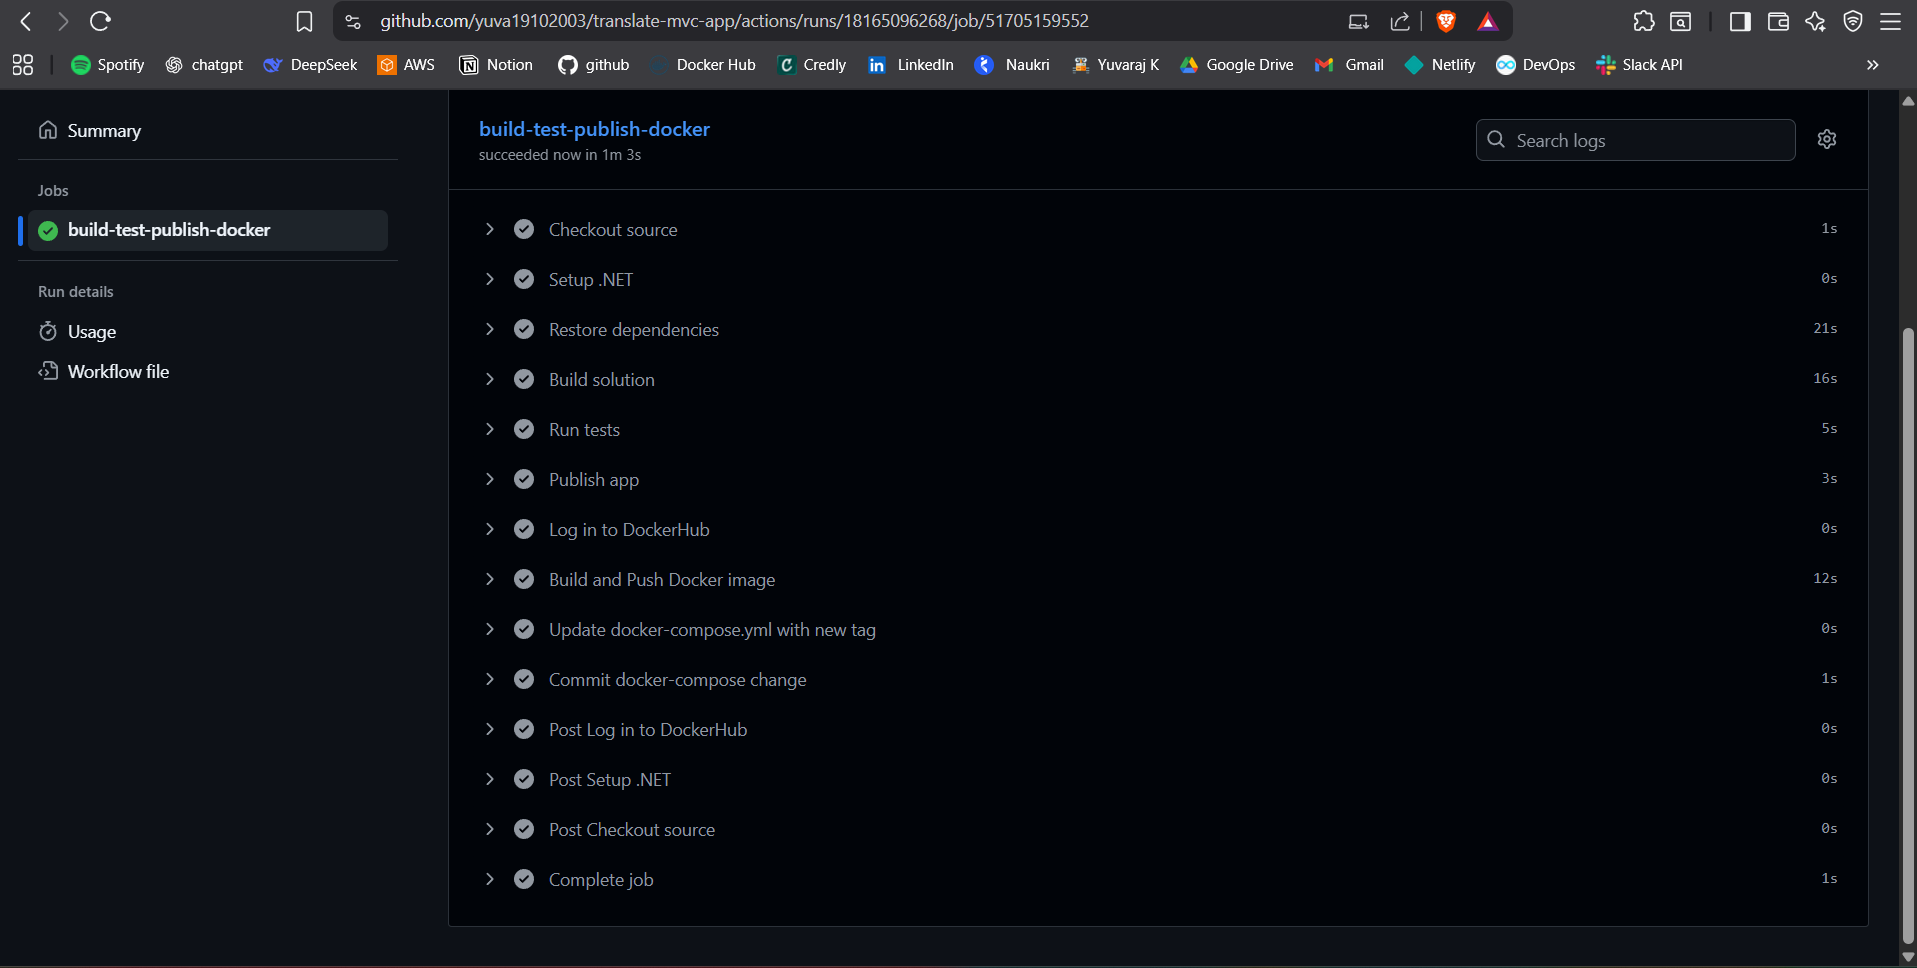 github.com/yuva19102003/translate-mvc-app/actions/runs/18165096268/job/51705159552
Spotify chatgpt DeepSeek AWS Notion github Docker Hub Credly LinkedIn Naukri Yuvaraj K Google Drive Gmail Netlify DevOps Slack API
Summary
Jobs
build-test-publish-docker
Run details
Usage
Workflow file
build-test-publish-docker
succeeded now in 1m 3s
Search logs
Checkout source 1s
Setup .NET 0s
Restore dependencies 21s
Build solution 16s
Run tests 5s
Publish app 3s
Log in to DockerHub 0s
Build and Push Docker image 12s
Update docker-compose.yml with new tag 0s
Commit docker-compose change 1s
Post Log in to DockerHub 0s
Post Setup .NET 0s
Post Checkout source 0s
Complete job 1s